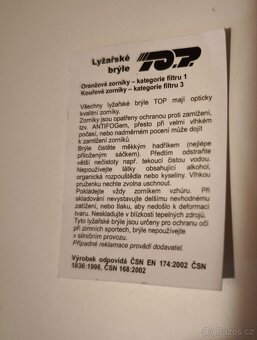 Lyžařské
brýle
TOP
Oranžové zorníky – kategorie filtru 1
Kouřové zorníky – kategorie filtru 3
Všechny lyžařské brýle TOP mají opticky
kvalitní zorníky.
Zorníky jsou opatřeny ochranou proti zamlžení,
tzv. ANTIFOGem, přesto při velmi vlhkém
počasí, nebo nadměrném pocení může dojít
k zamlžení zorníků.
Brýle čistěte měkkým hadříkem (nejlépe
přiloženým sáčkem). Předtím odstraňte
větší nečistoty např. tekoucí čistou vodou.
Nepoužívejte látky obsahující alkohol,
organická rozpouštědla nebo kyseliny. Vlhkou
pěnovku nechte zvolna uschnout.
Pokládejte vždy zorníkem vzhůru. Při
skladování nevystavujte delšímu nevhodnému
zatížení, nebo tlaku, aby nedošlo k deformaci
tvaru. Neskladujte v blízkosti tepelných zdrojů.
Tyto lyžařské brýle jsou určeny pro ochranu očí
při zimních sportech, brýle nepoužívejte
v silničním provozu.
Případné reklamace provádí dodavatel.
Výrobek odpovídá ČSN EN 174:2002 ČSN
1836:1998, ČSN 168:2002
sbazar.cz